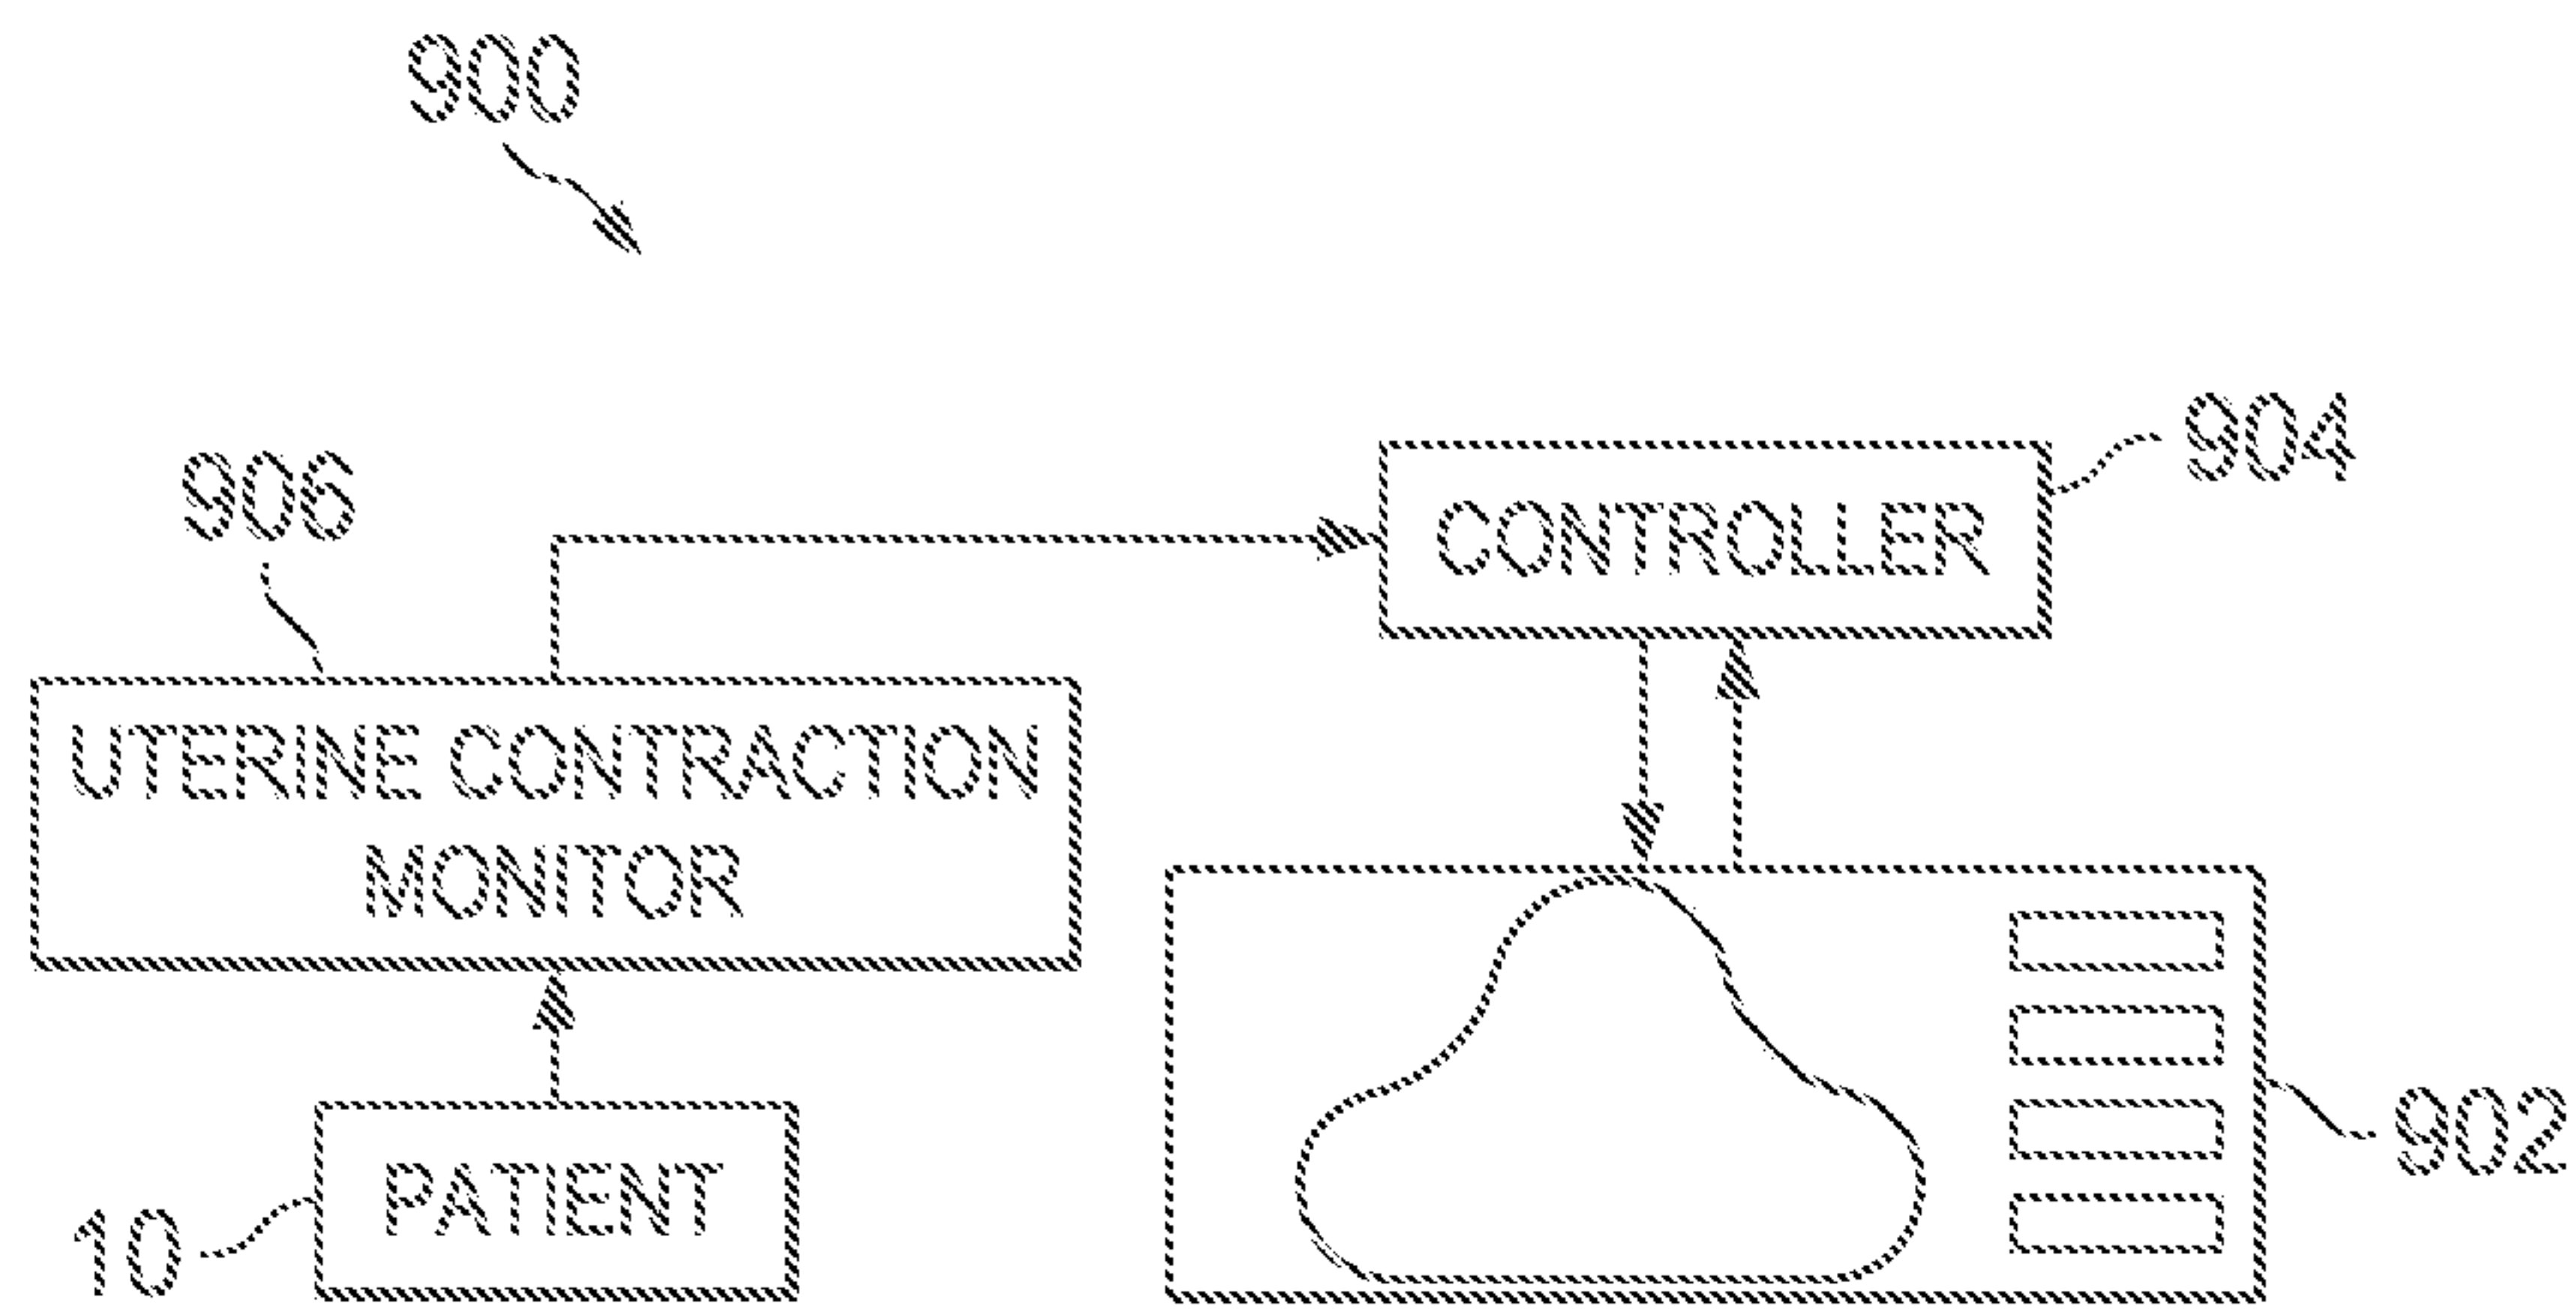 900
904
906
CONTROLLER
UTERINE CONTRACTION
MONITOR
902
PATIENT
10